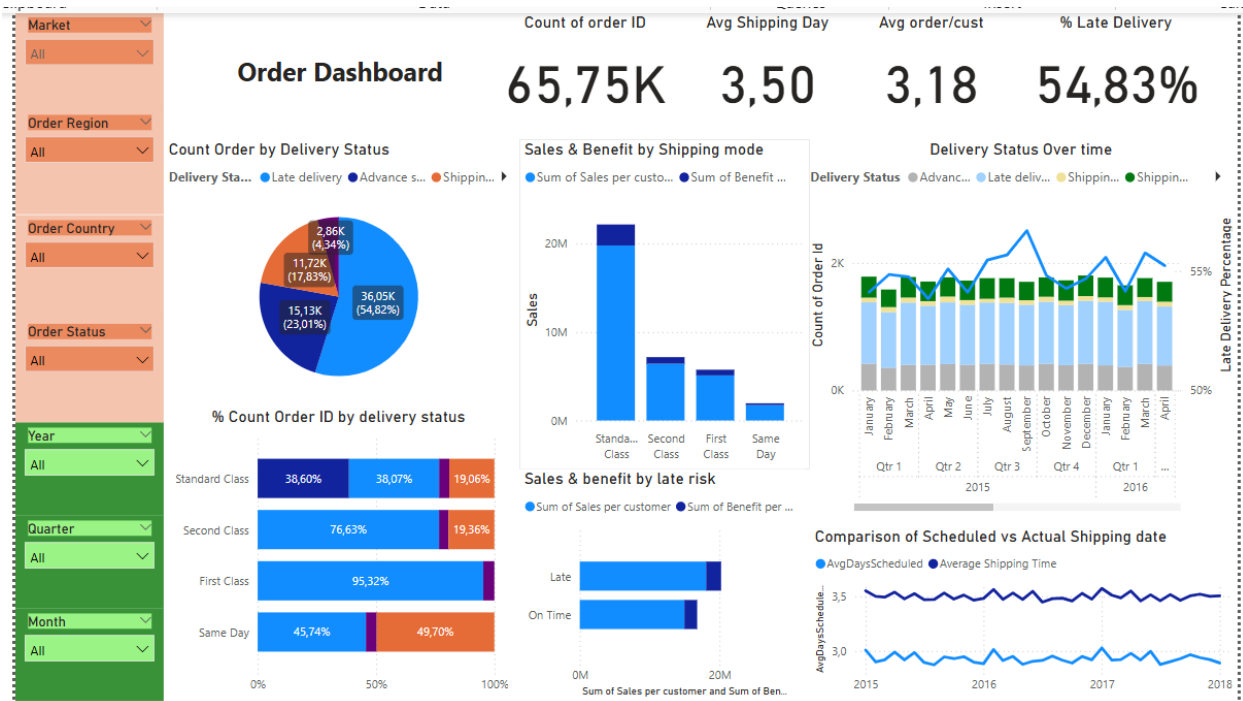 Data
Queries
Insert
Market
All
Order Region
All
Order Country
All
Order Status
All
Year
All
Quarter
All
Month
All
Order Dashboard
Count of order ID
65,75K
Avg Shipping Day
3,50
Avg order/cust
3,18
% Late Delivery
54,83%
Count Order by Delivery Status
Delivery Sta... Late delivery Advance s... Shippin...
2,86K
(4,34%)
11,72K
(17,83%)
15,13K
(23,01%)
36,05K
(54,82%)
% Count Order ID by delivery status
Standard Class 38,60% 38,07% 19,06%
Second Class 76,63% 19,36%
First Class 95,32%
Same Day 45,74% 49,70%
0% 50% 100%
Sales & Benefit by Shipping mode
Sum of Sales per custo... Sum of Benefit ...
Sales
20M
10M
0M
Standa... Second First Same
Class Class Class Day
Sales & benefit by late risk
Sum of Sales per customer Sum of Benefit per ...
Late
On Time
0M 20M
Sum of Sales per customer and Sum of Ben...
Delivery Status Over time
Delivery Status Advanc... Late deliv... Shippin... Shippin...
Count of Order Id
2K
0K
Late Delivery Percentage
55%
50%
January February March April May June July August September October November December January February March April
Qtr 1 Qtr 2 Qtr 3 Qtr 4 Qtr 1 ...
2015 2016
Comparison of Scheduled vs Actual Shipping date
AvgDaysScheduled Average Shipping Time
AvgDaysSchedule...
3,5
3,0
2015 2016 2017 2018